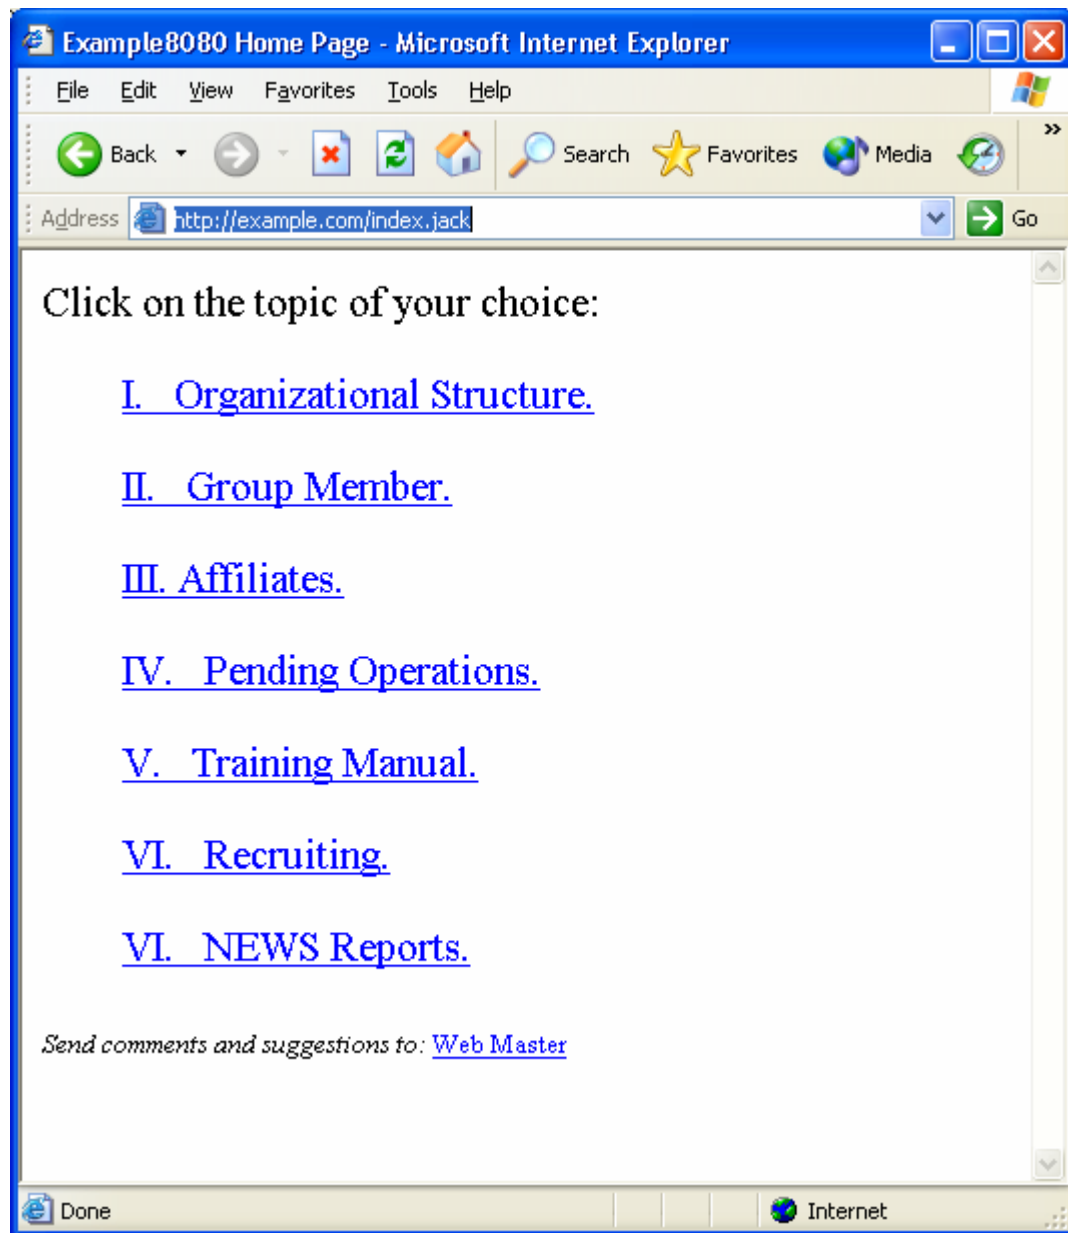 Example8080 Home Page - Microsoft Internet Explorer
File Edit View Favorites Tools Help
Back Search Favorites Media »
Address http://example.com/index.jack Go
Click on the topic of your choice:
I. Organizational Structure.
II. Group Member.
III. Affiliates.
IV. Pending Operations.
V. Training Manual.
VI. Recruiting.
VI. NEWS Reports.
Send comments and suggestions to: Web Master
Done Internet